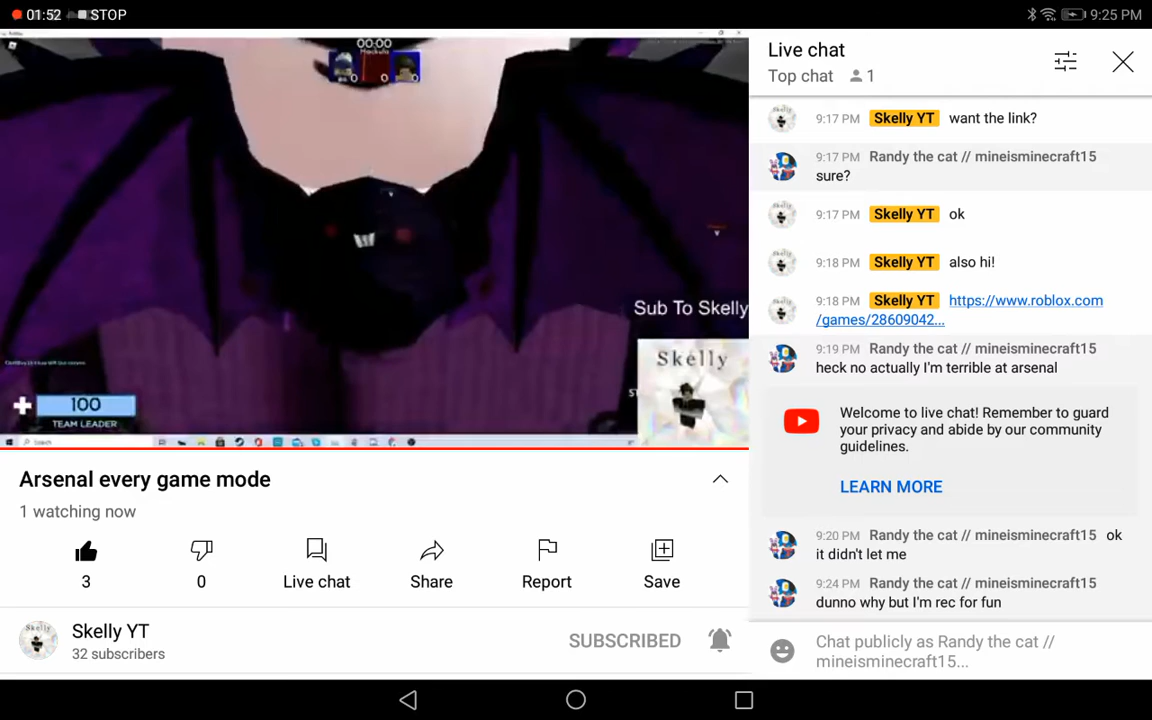 01:52 STOP
9:25 PM
00:00
Hackula
0 0
Sub To Skelly
Skelly
100
TEAM LEADER
Search
Arsenal every game mode
1 watching now
3
0
Live chat
Share
Report
Save
Skelly YT
32 subscribers
SUBSCRIBED
Live chat
Top chat 1
9:17 PM Skelly YT want the link?
9:17 PM Randy the cat // mineisminecraft15
sure?
9:17 PM Skelly YT ok
9:18 PM Skelly YT also hi!
9:18 PM Skelly YT https://www.roblox.com
/games/28609042...
9:19 PM Randy the cat // mineisminecraft15
heck no actually I'm terrible at arsenal
Welcome to live chat! Remember to guard
your privacy and abide by our community
guidelines.
LEARN MORE
9:20 PM Randy the cat // mineisminecraft15 ok
it didn't let me
9:24 PM Randy the cat // mineisminecraft15
dunno why but I'm rec for fun
Chat publicly as Randy the cat //
mineisminecraft15...